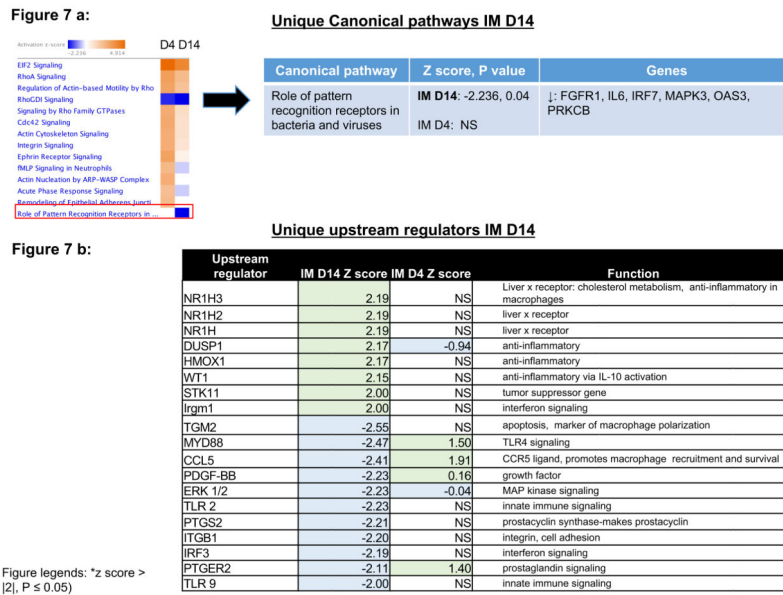 Figure 7 a:
Unique Canonical pathways IM D14
Activation z-score
-2.236 4.914
D4 D14
EIF2 Signaling
RhoA Signaling
Regulation of Actin-based Motility by Rho
RhoGDI Signaling
Signaling by Rho Family GTPases
Cdc42 Signaling
Actin Cytoskeleton Signaling
Integrin Signaling
Ephrin Receptor Signaling
fMLP Signaling in Neutrophils
Actin Nucleation by ARP-WASP Complex
Acute Phase Response Signaling
Remodeling of Epithelial Adherens Juncti
Role of Pattern Recognition Receptors in ...
Canonical pathway Z score, P value Genes
Role of pattern recognition receptors in bacteria and viruses
IM D14: -2.236, 0.04
IM D4: NS
↓: FGFR1, IL6, IRF7, MAPK3, OAS3,
PRKCB
Unique upstream regulators IM D14
Figure 7 b:
Upstream regulator IM D14 Z score IM D4 Z score Function
NR1H3 2.19 NS Liver x receptor: cholesterol metabolism, anti-inflammatory in macrophages
NR1H2 2.19 NS liver x receptor
NR1H 2.19 NS liver x receptor
DUSP1 2.17 -0.94 anti-inflammatory
HMOX1 2.17 NS anti-inflammatory
WT1 2.15 NS anti-inflammatory via IL-10 activation
STK11 2.00 NS tumor suppressor gene
Irgm1 2.00 NS interferon signaling
TGM2 -2.55 NS apoptosis, marker of macrophage polarization
MYD88 -2.47 1.50 TLR4 signaling
CCL5 -2.41 1.91 CCR5 ligand, promotes macrophage recruitment and survival
PDGF-BB -2.23 0.16 growth factor
ERK 1/2 -2.23 -0.04 MAP kinase signaling
TLR 2 -2.23 NS innate immune signaling
PTGS2 -2.21 NS prostacyclin synthase-makes prostacyclin
ITGB1 -2.20 NS integrin, cell adhesion
IRF3 -2.19 NS interferon signaling
PTGER2 -2.11 1.40 prostaglandin signaling
TLR 9 -2.00 NS innate immune signaling
Figure legends: *z score >
|2|, P ≤ 0.05)